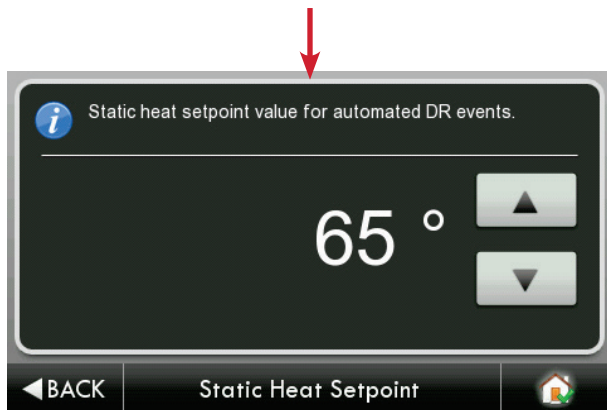 Static heat setpoint value for automated DR events.
65 °
BACK
Static Heat Setpoint